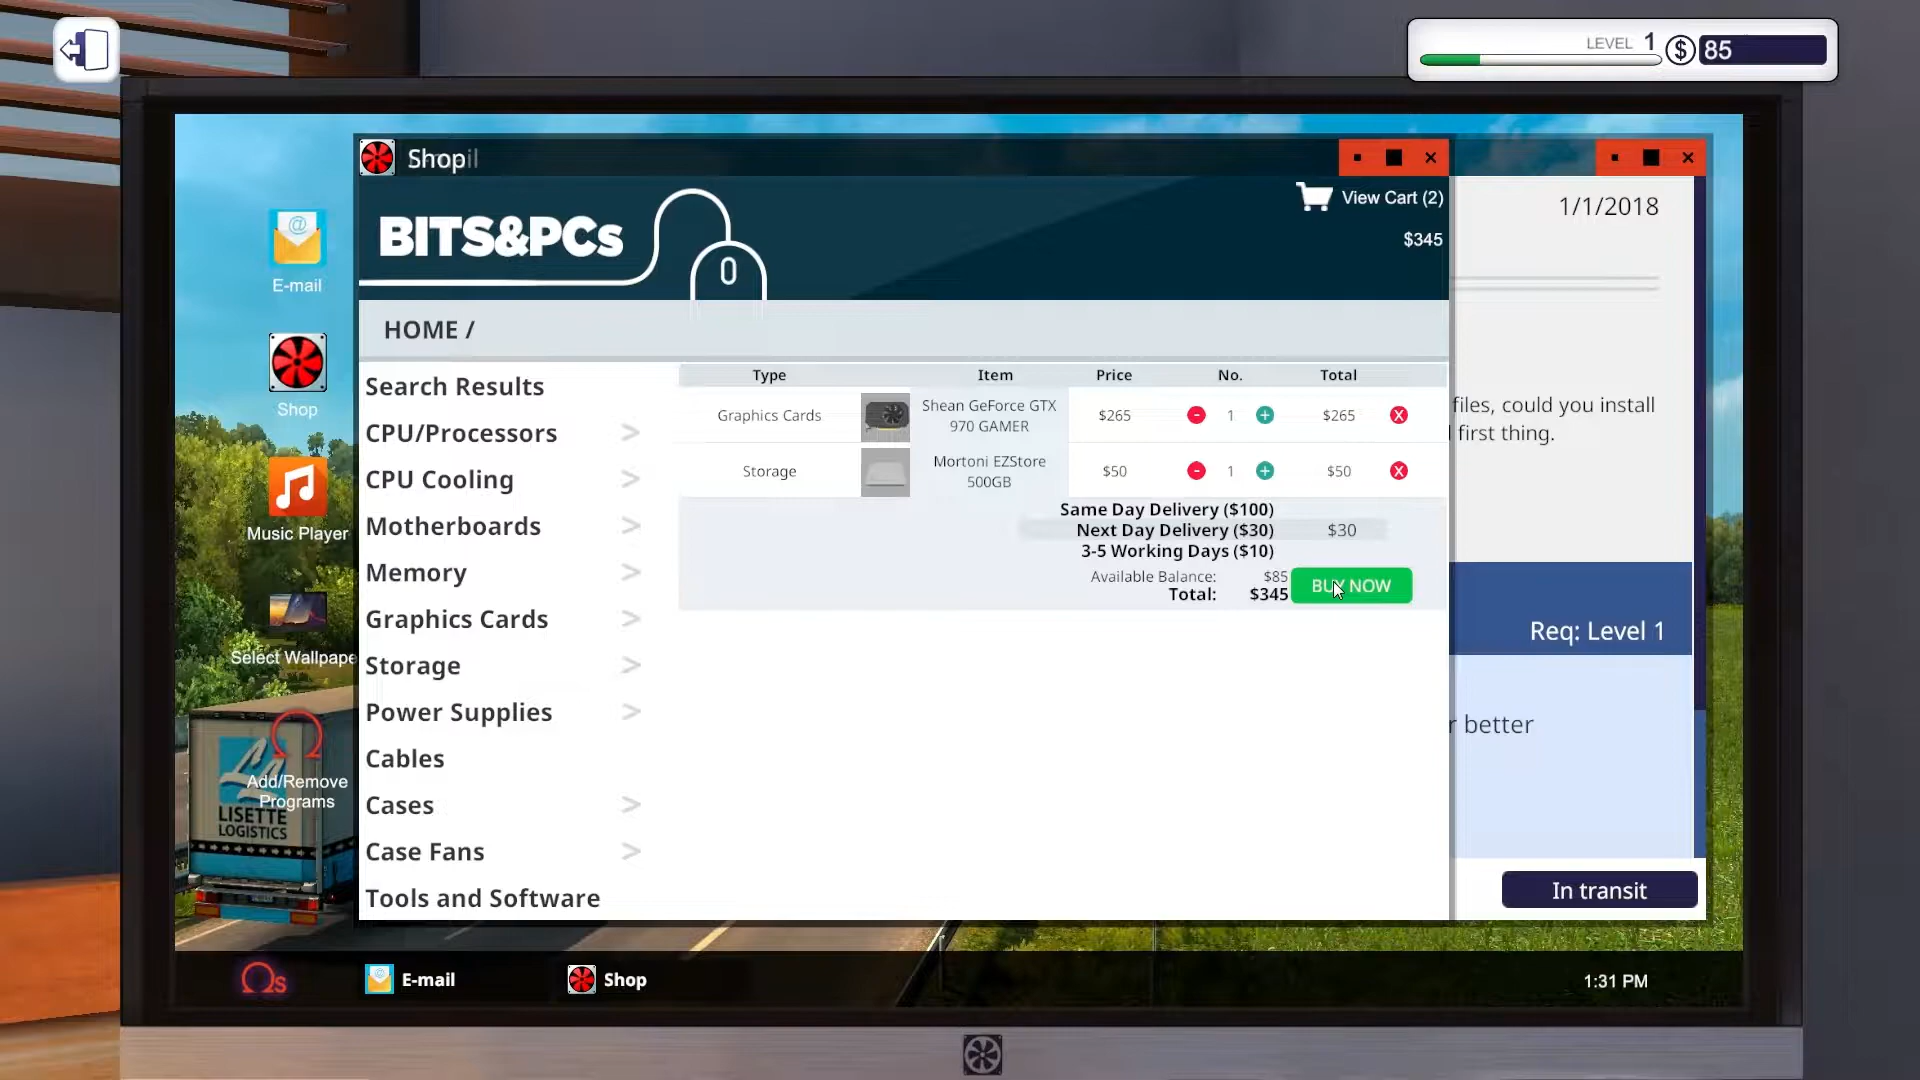 LEVEL 1
$ 85
Shop
View Cart (2)
$345
BITS&PCs
HOME /
Search Results
CPU/Processors >
CPU Cooling >
Motherboards >
Memory >
Graphics Cards >
Storage >
Power Supplies >
Cables
Cases >
Case Fans >
Tools and Software
Type Item Price No. Total
Graphics Cards Shean GeForce GTX 970 GAMER $265 - 1 + $265 X
Storage Mortoni EZStore 500GB $50 - 1 + $50 X
Same Day Delivery ($100)
Next Day Delivery ($30) $30
3-5 Working Days ($10)
Available Balance: $85
Total: $345
BUY NOW
1/1/2018
files, could you install
first thing.
Req: Level 1
better
In transit
E-mail
Shop
Music Player
Select Wallpape
Add/Remove
Programs
LISETTE
LOGISTICS
Ωs
E-mail
Shop
1:31 PM